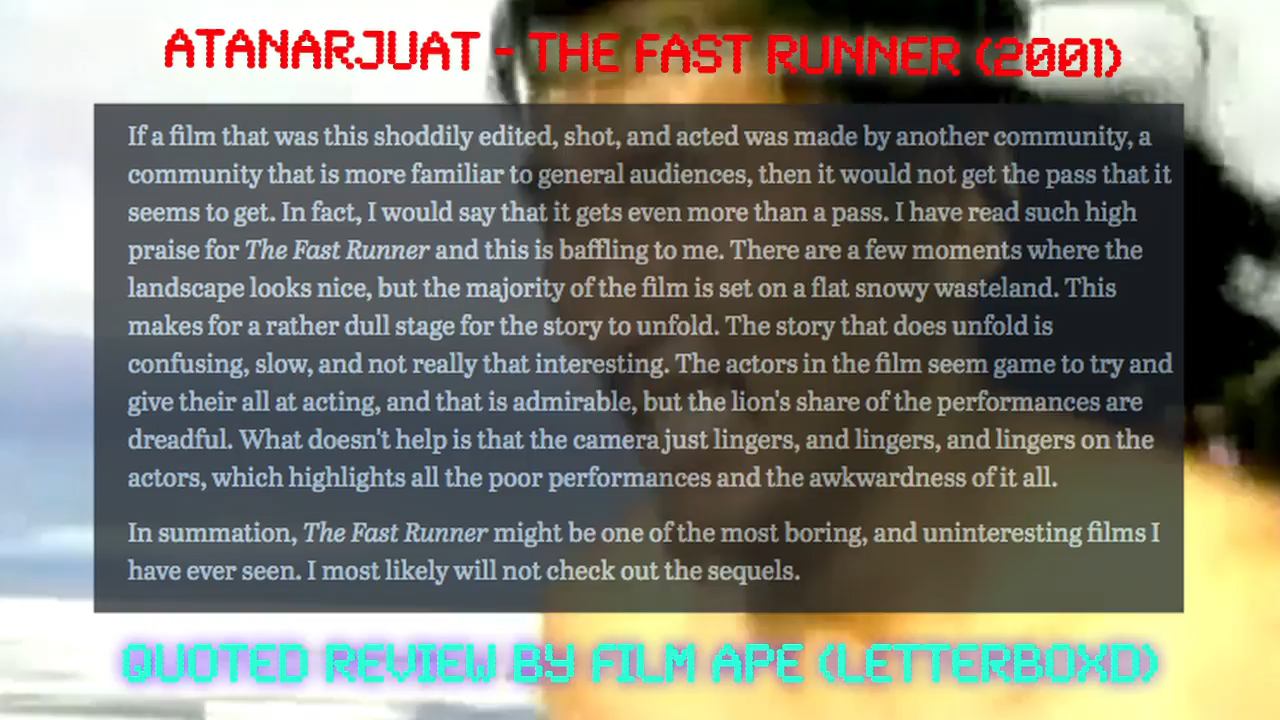 ATANARJUAT - THE FAST RUNNER (2001)
If a film that was this shoddily edited, shot, and acted was made by another community, a
community that is more familiar to general audiences, then it would not get the pass that it
seems to get. In fact, I would say that it gets even more than a pass. I have read such high
praise for The Fast Runner and this is baffling to me. There are a few moments where the
landscape looks nice, but the majority of the film is set on a flat snowy wasteland. This
makes for a rather dull stage for the story to unfold. The story that does unfold is
confusing, slow, and not really that interesting. The actors in the film seem game to try and
give their all at acting, and that is admirable, but the lion's share of the performances are
dreadful. What doesn't help is that the camera just lingers, and lingers, and lingers on the
actors, which highlights all the poor performances and the awkwardness of it all.
In summation, The Fast Runner might be one of the most boring, and uninteresting films I
have ever seen. I most likely will not check out the sequels.
QUOTED REVIEW BY FILM APE (LETTERBOXD)